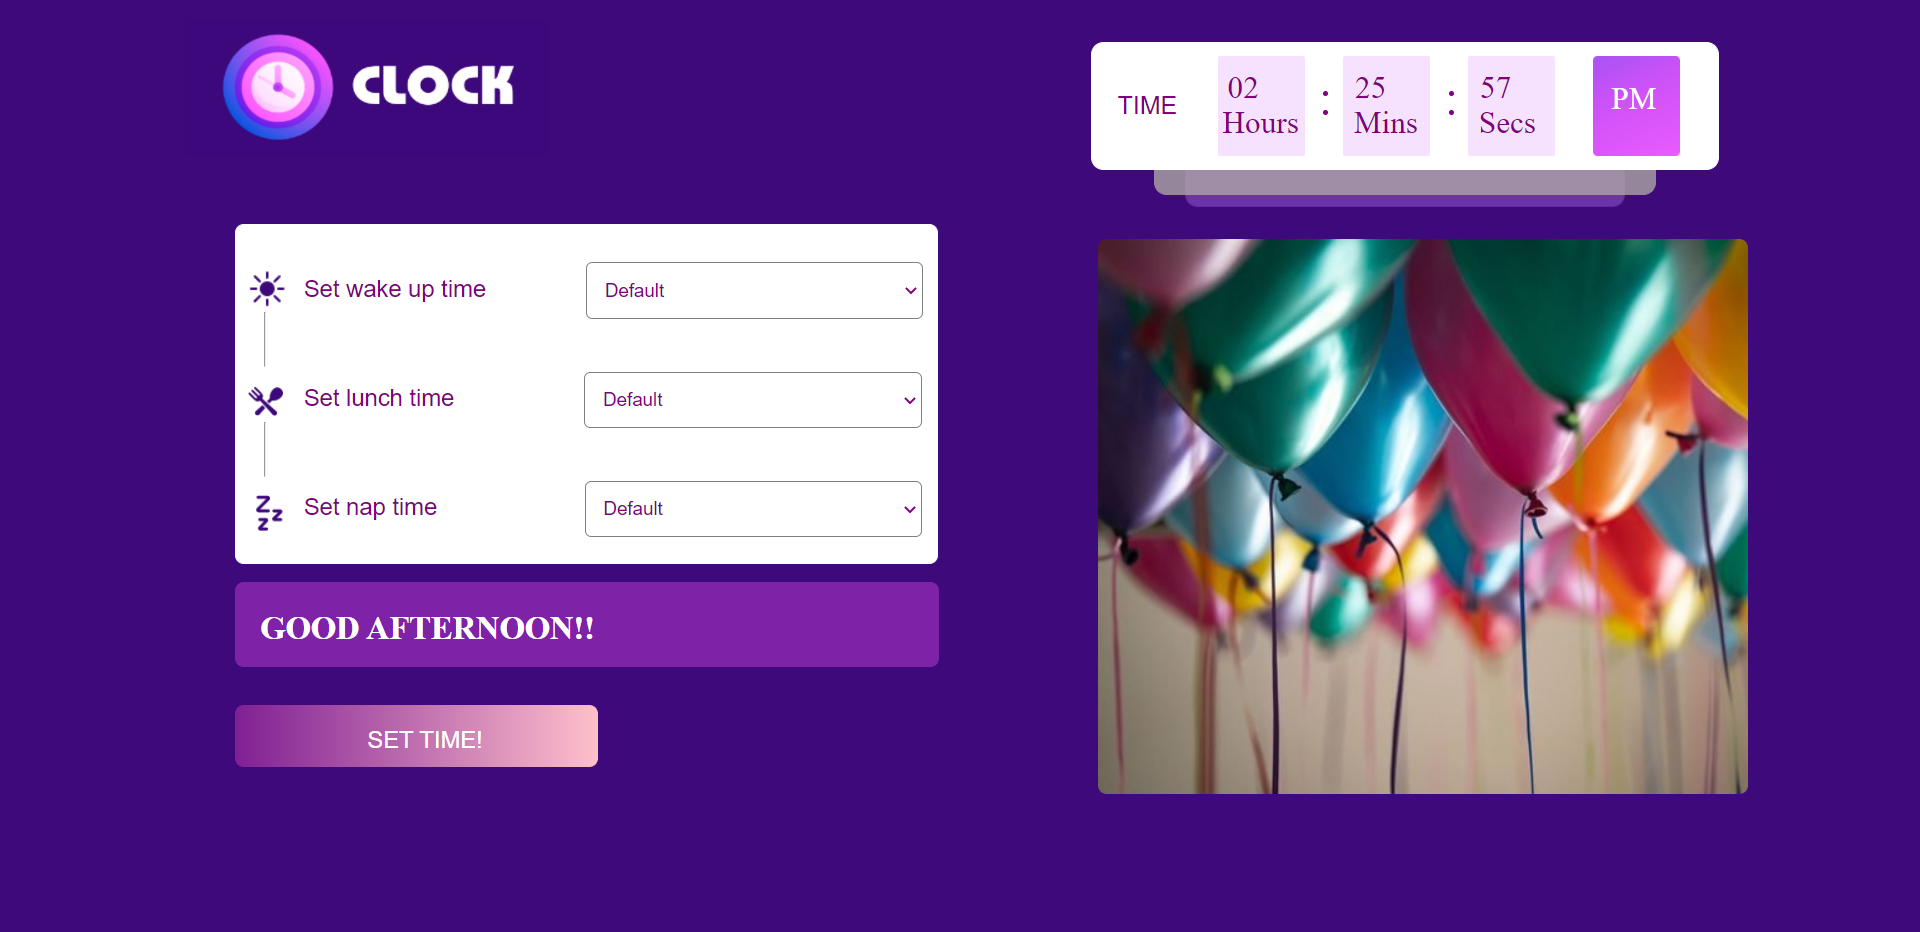 CLOCK
TIME
02 : 25 : 57 PM
Hours Mins Secs
Set wake up time Default
Set lunch time Default
Set nap time Default
GOOD AFTERNOON!!
SET TIME!